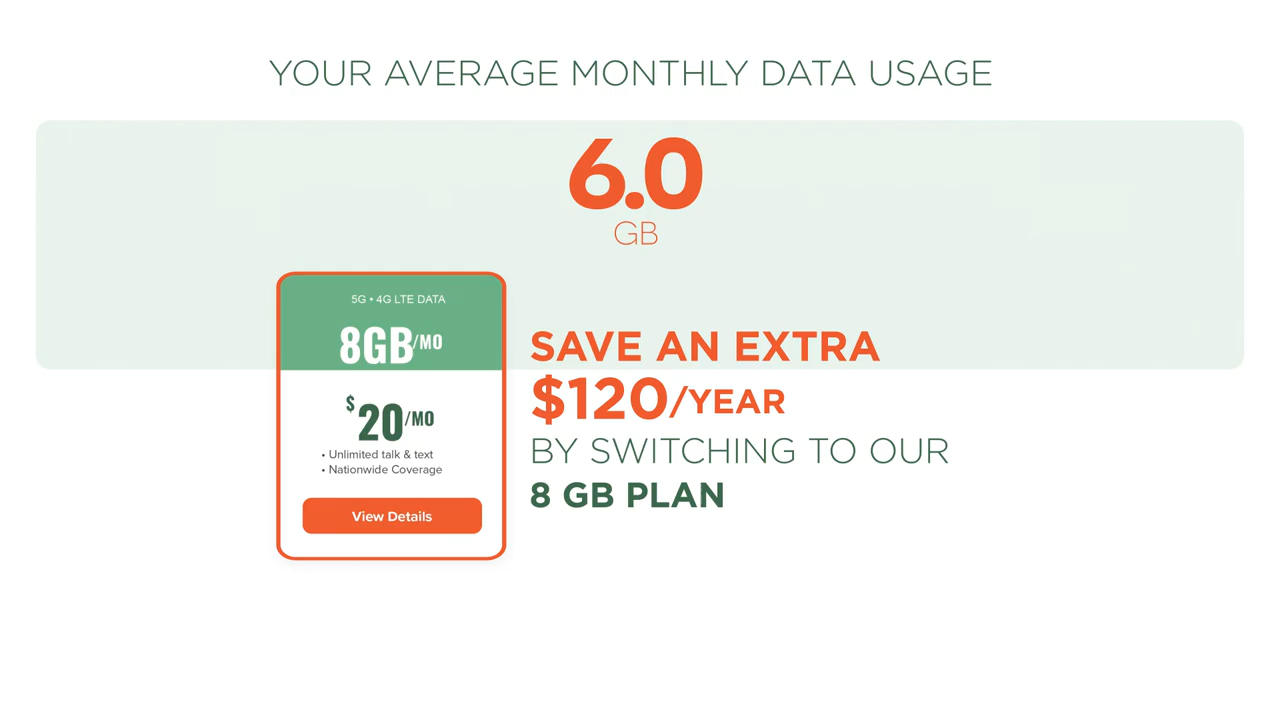 YOUR AVERAGE MONTHLY DATA USAGE
6.0
GB
5G • 4G LTE DATA
8GB/MO
$20/MO
• Unlimited talk & text
• Nationwide Coverage
View Details
SAVE AN EXTRA
$120/YEAR
BY SWITCHING TO OUR
8 GB PLAN